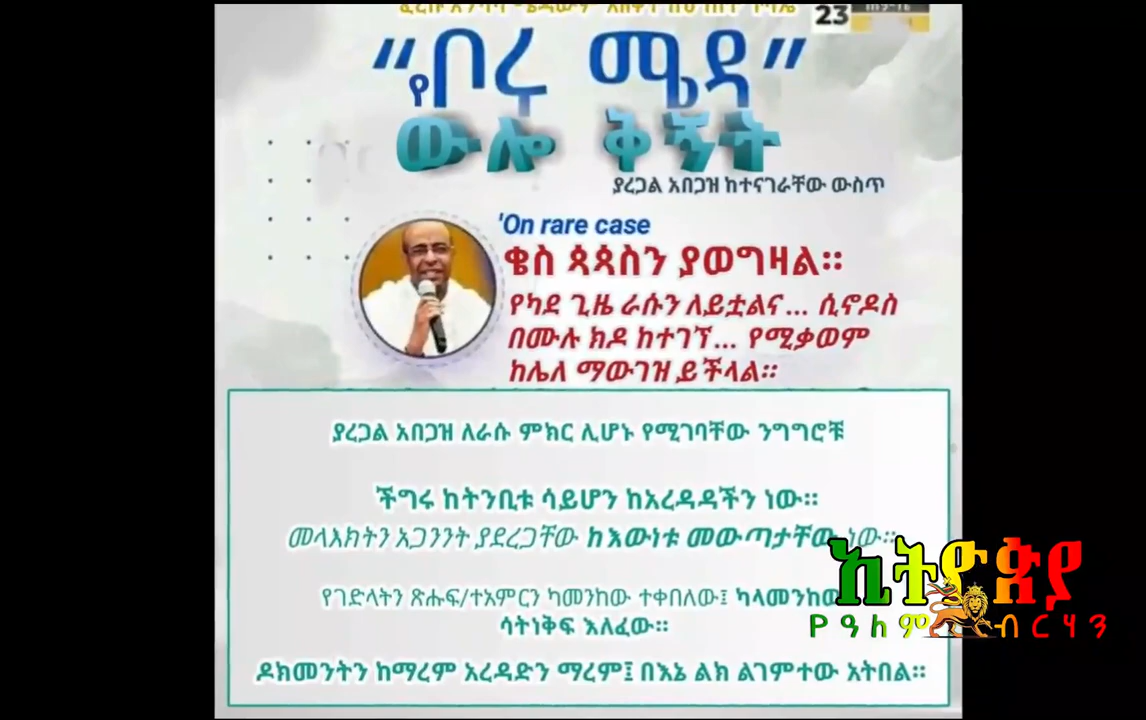 23
“የቦሩ ሜዳ”
ውሎ ቅኝት
ያረጋል አበጋዝ ከተናገራቸው ውስጥ
'On rare case
ቄስ ጳጳስን ያወግዛል።
የካደ ጊዜ ራሱን ለይቷልና... ሲኖዶስ
በሙሉ ክዶ ከተገኘ... የሚቃወም
ከሌለ ማውገዝ ይችላል።
ያረጋል አበጋዝ ለራሱ ምክር ሊሆኑ የሚገባቸው ንግግሮቹ
ችግሩ ከትንቢቱ ሳይሆን ከአረዳዳችን ነው።
መላእክትን አጋንንት ያደረጋቸው ከእውነቱ መውጣታቸው ነው።
የገድላትን ጽሑፍ/ተአምርን ካመንከው ተቀበለው፤ ካላመንከው
ሳትነቅፍ እለፈው።
ዶክመንትን ከማረም አረዳድን ማረም፤ በእኔ ልክ ልገምተው አትበል።
ኢትዮጵያ
የዓለም ብርሃን